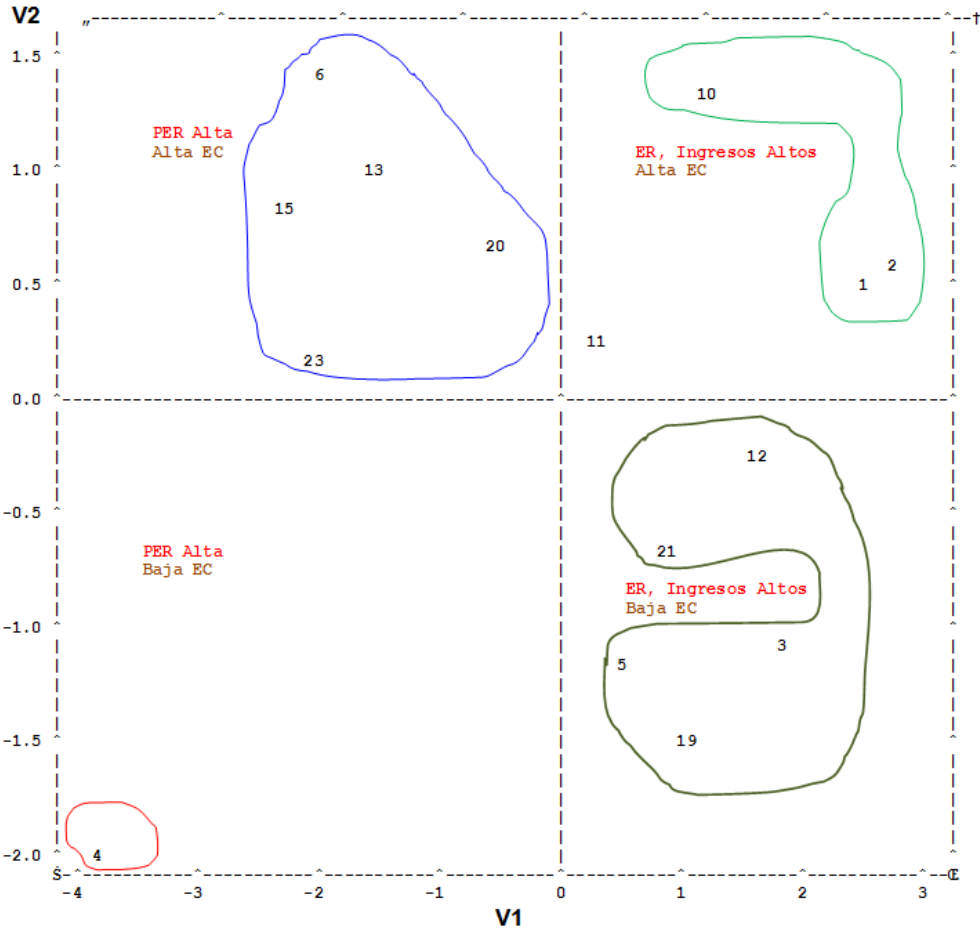 V2
„-----------^---------^-----------^---------^-----------^---------^--†
1.5
6
10
PER Alta
Alta EC
ER, Ingresos Altos
Alta EC
1.0
13
15
20
2
0.5
1
11
23
0.0
12
-0.5
21
PER Alta
Baja EC
ER, Ingresos Altos
Baja EC
-1.0
3
5
-1.5
19
-2.0
4
-4 -3 -2 -1 0 1 2 3
V1